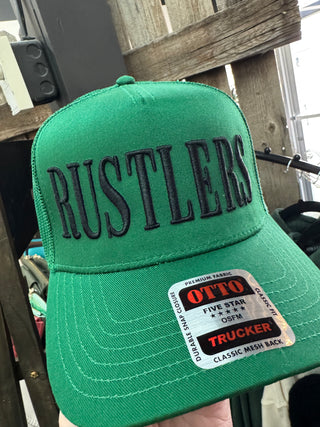 RUSTLERS
PREMIUM FABRIC
OTTO
FIVE STAR
★★★★★
OSFM
TRUCKER
DURABLE SNAP CLOSURE
CLASSIC MESH BACK